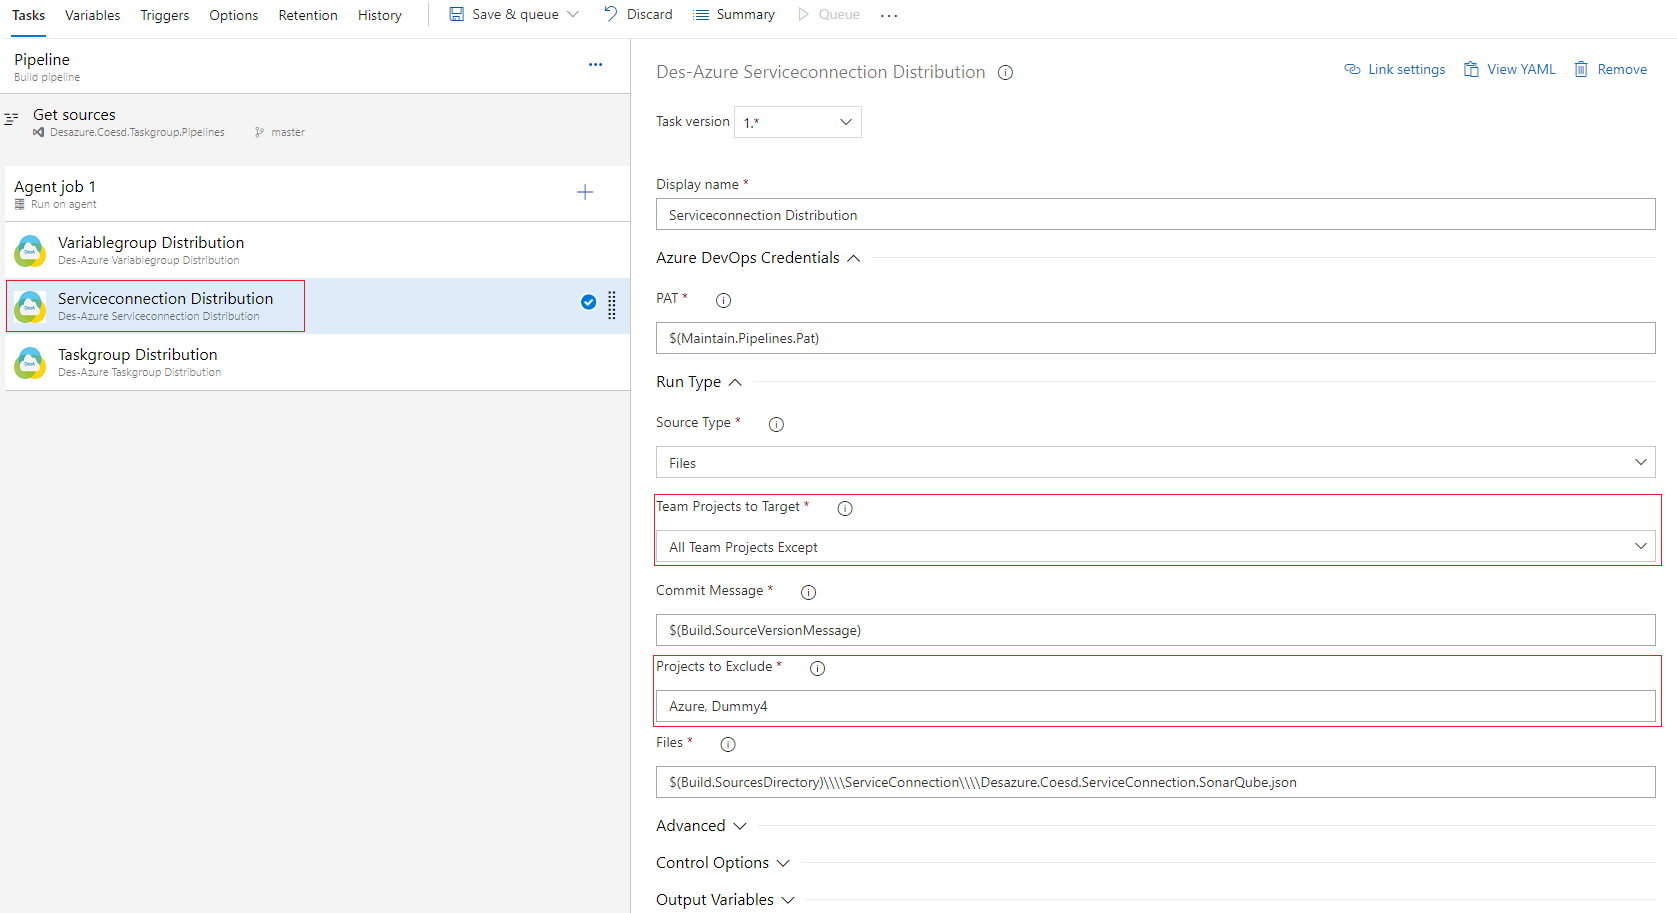 Tasks Variables Triggers Options Retention History Save & queue Discard Summary Queue ...
Pipeline
Build pipeline
Get sources
Desazure.Coesd.Taskgroup.Pipelines master
Agent job 1
Run on agent
DesA
Variablegroup Distribution
Des-Azure Variablegroup Distribution
DesA
Serviceconnection Distribution
Des-Azure Serviceconnection Distribution
DesA
Taskgroup Distribution
Des-Azure Taskgroup Distribution
Des-Azure Serviceconnection Distribution
Link settings View YAML Remove
Task version 1.*
Display name *
Serviceconnection Distribution
Azure DevOps Credentials
PAT *
$(Maintain.Pipelines.Pat)
Run Type
Source Type *
Files
Team Projects to Target *
All Team Projects Except
Commit Message *
$(Build.SourceVersionMessage)
Projects to Exclude *
Azure, Dummy4
Files *
$(Build.SourcesDirectory)\\\\ServiceConnection\\\\Desazure.Coesd.ServiceConnection.SonarQube.json
Advanced
Control Options
Output Variables